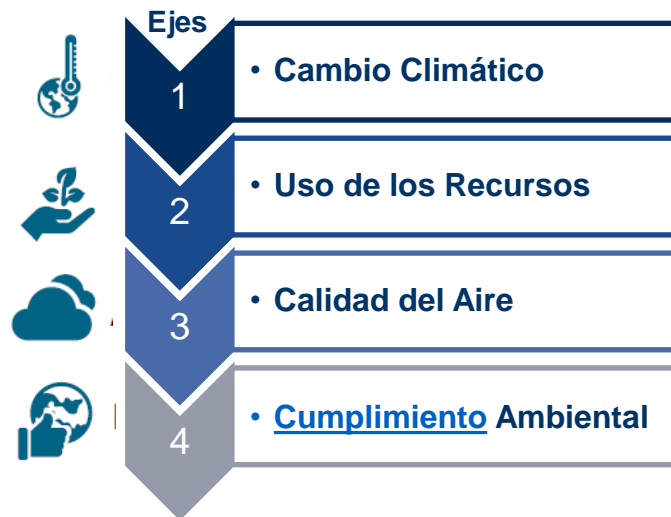 Ejes
1
• Cambio Climático
2
• Uso de los Recursos
3
• Calidad del Aire
4
• Cumplimiento Ambiental